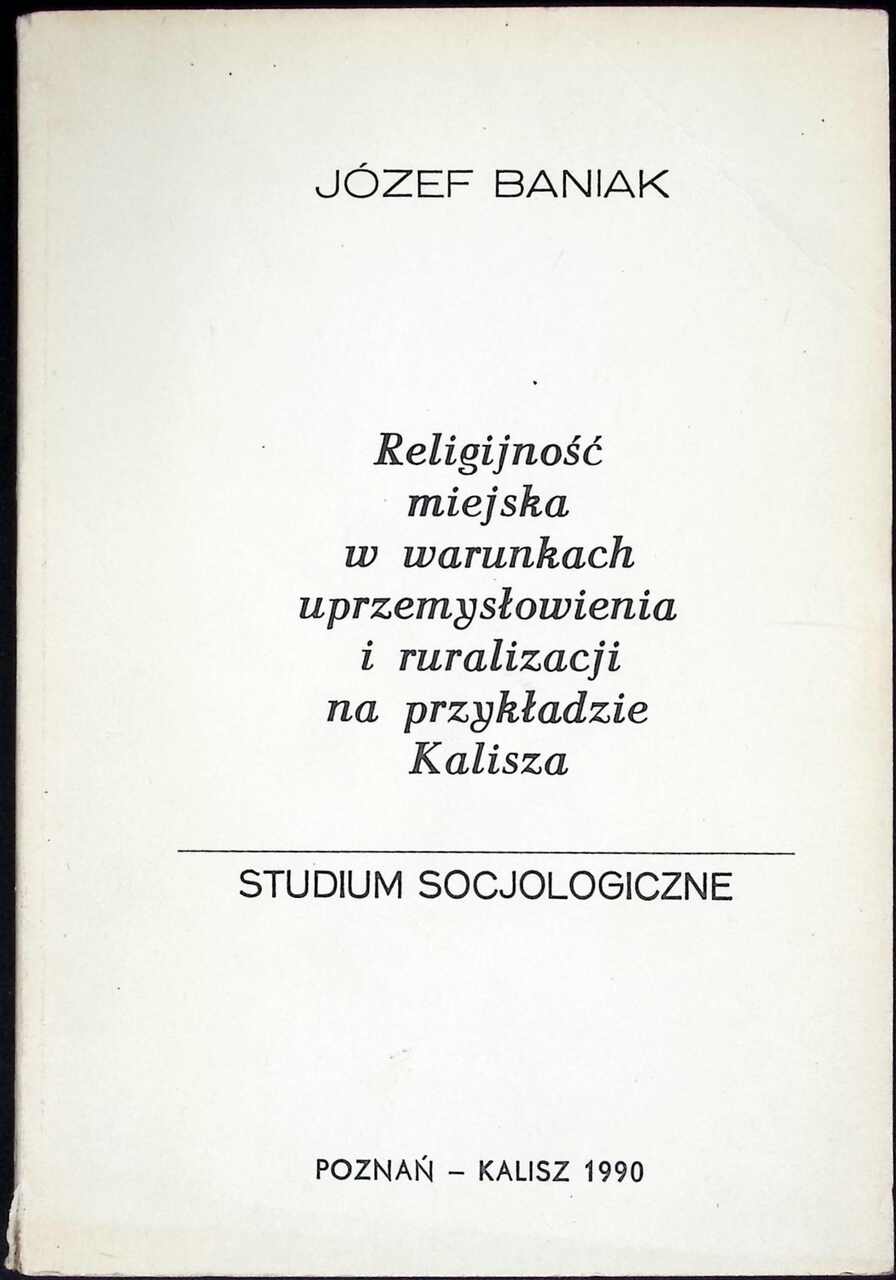 JÓZEF BANIAK
Religijność
miejska
w warunkach
uprzemysłowienia
i ruralizacji
na przykładzie
Kalisza
STUDIUM SOCJOLOGICZNE
POZNAŃ – KALISZ 1990